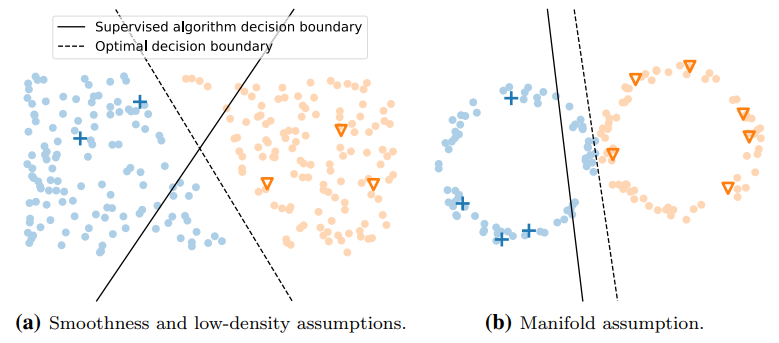 Supervised algorithm decision boundary
Optimal decision boundary
(a) Smoothness and low-density assumptions.
(b) Manifold assumption.